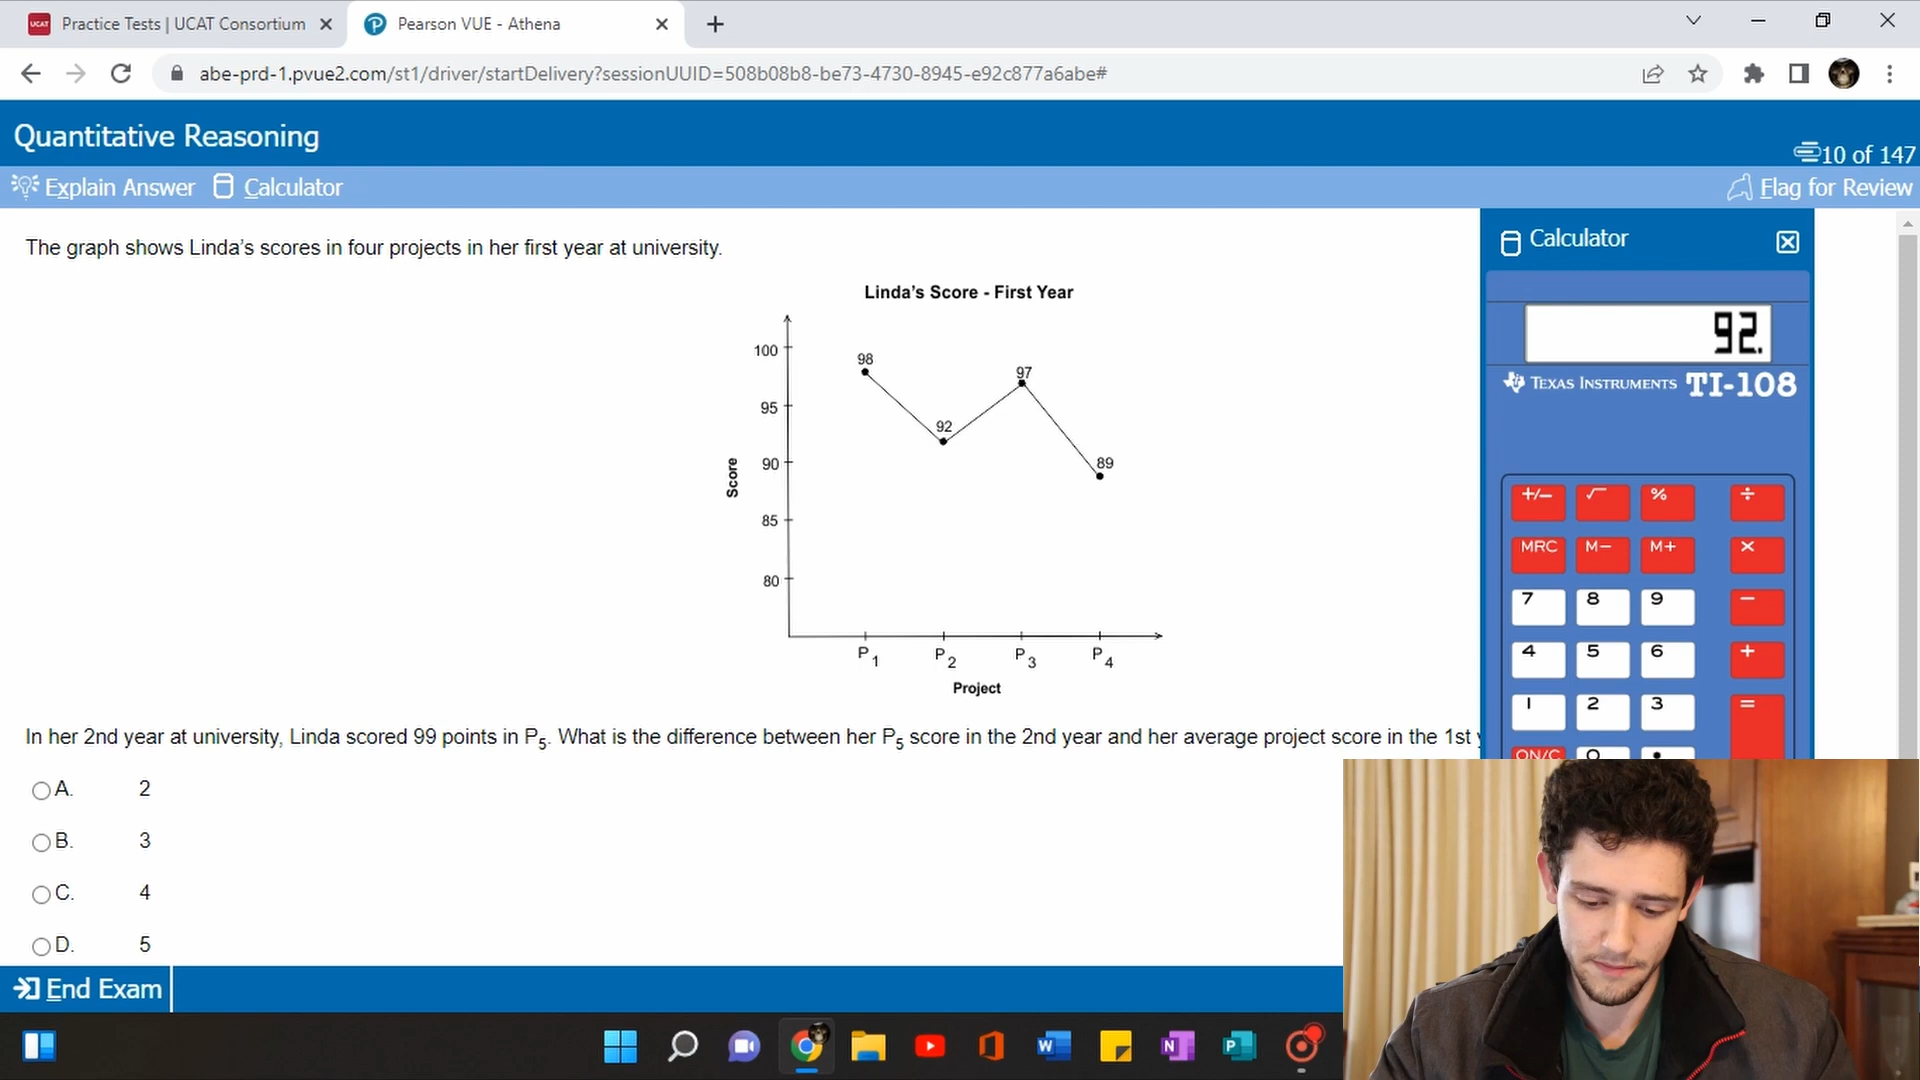 Practice Tests | UCAT Consortium
Pearson VUE - Athena
abe-prd-1.pvue2.com/st1/driver/startDelivery?sessionUUID=508b08b8-be73-4730-8945-e92c877a6abe#
Quantitative Reasoning
10 of 147
Explain Answer
Calculator
Flag for Review
The graph shows Linda's scores in four projects in her first year at university.
Linda's Score - First Year
100
95
90
85
80
Score
98
92
97
89
P1
P2
P3
P4
Project
In her 2nd year at university, Linda scored 99 points in P5. What is the difference between her P5 score in the 2nd year and her average project score in the 1st
A. 2
B. 3
C. 4
D. 5
End Exam
Calculator
92.
TEXAS INSTRUMENTS TI-108
+/− √ % ÷
MRC M− M+ ×
7 8 9 −
4 5 6 +
1 2 3 =
ON/C 0 .